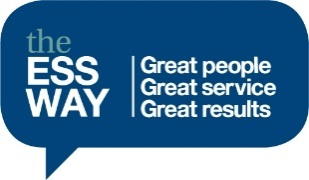 the
ESS
WAY
Great people
Great service
Great results